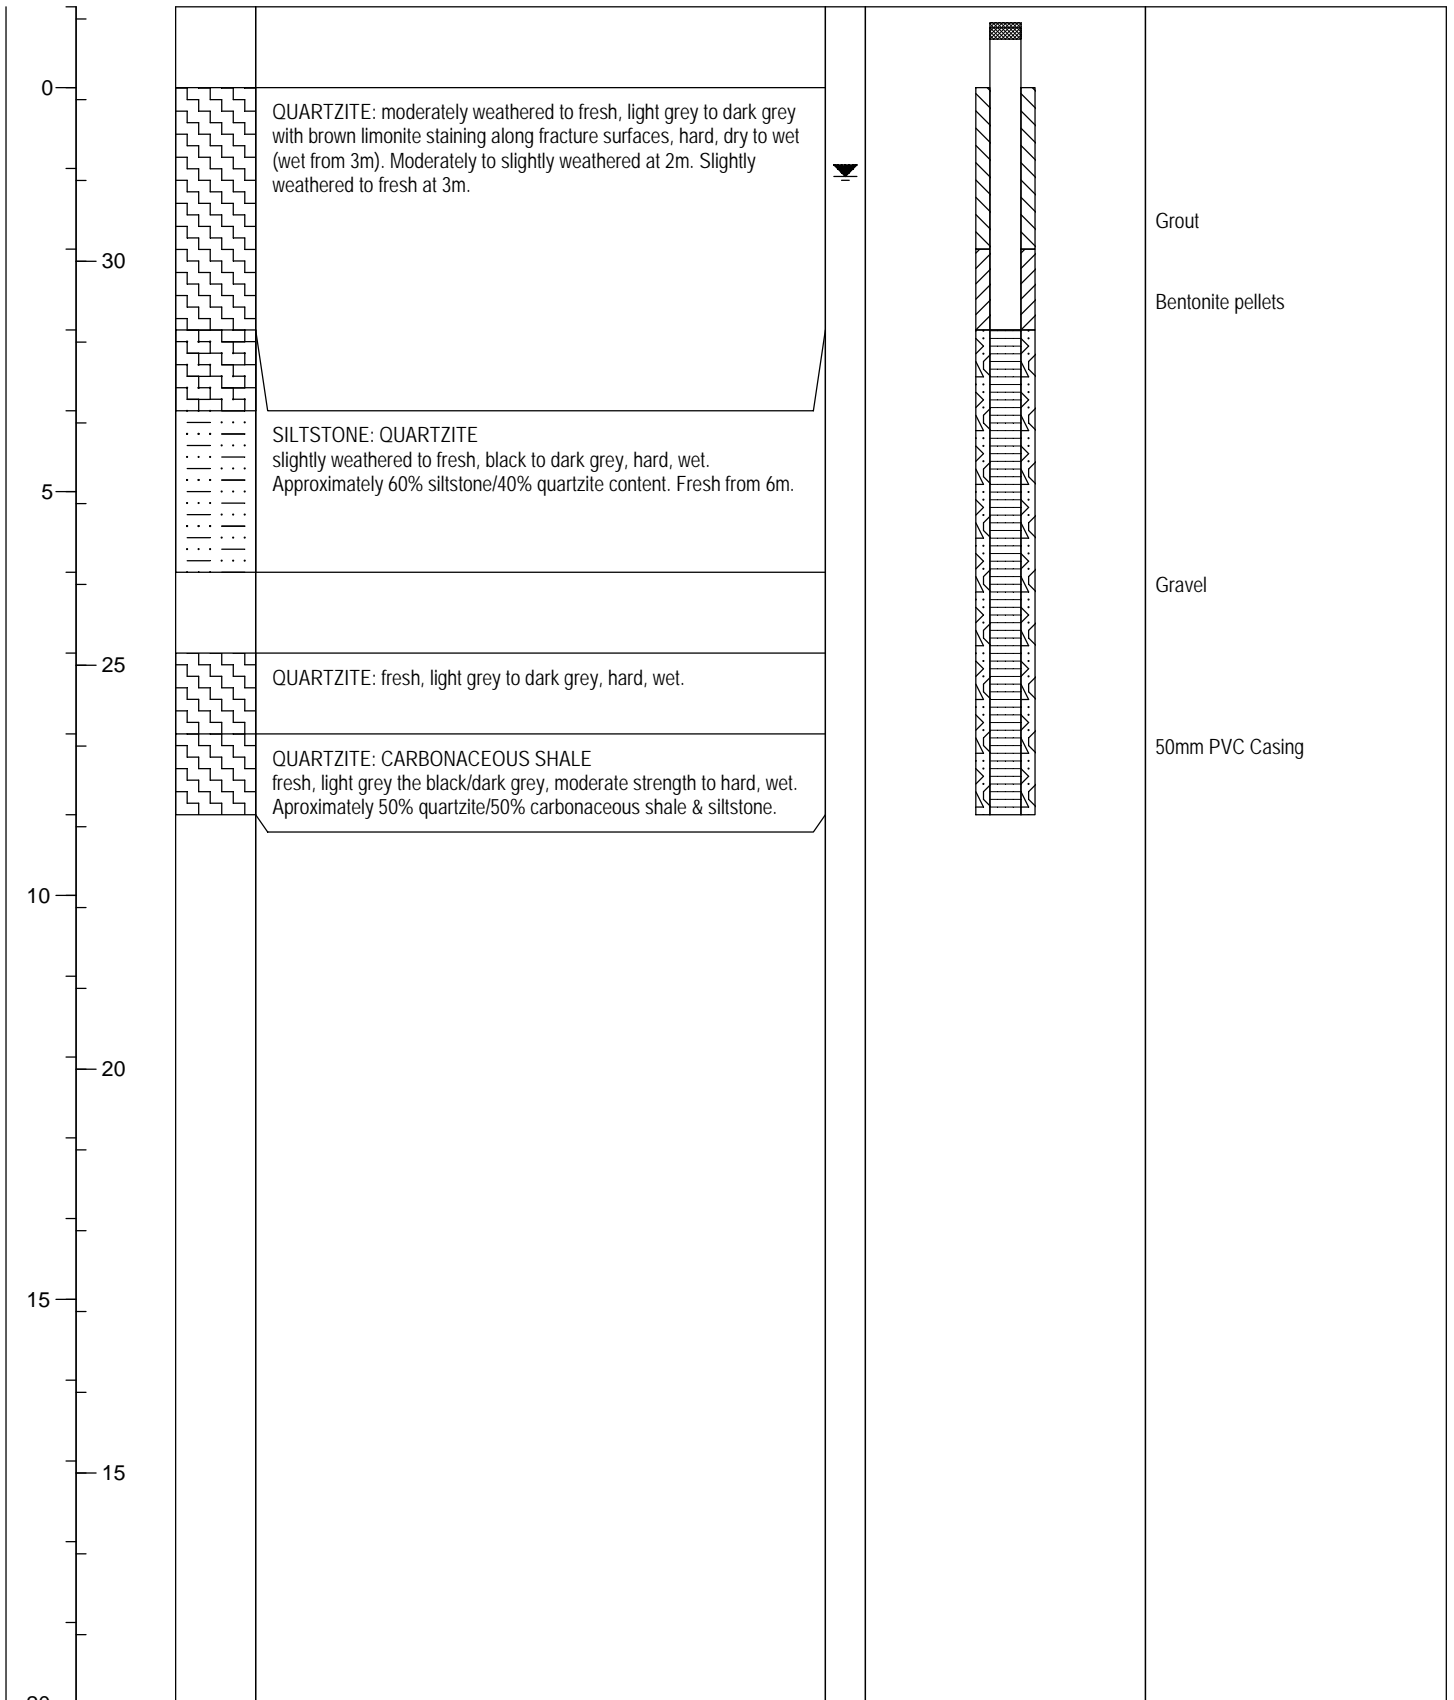 0
QUARTZITE: moderately weathered to fresh, light grey to dark grey
with brown limonite staining along fracture surfaces, hard, dry to wet
(wet from 3m). Moderately to slightly weathered at 2m. Slightly
weathered to fresh at 3m.
Grout
30
Bentonite pellets
SILTSTONE: QUARTZITE
slightly weathered to fresh, black to dark grey, hard, wet.
Approximately 60% siltstone/40% quartzite content. Fresh from 6m.
5
Gravel
25
QUARTZITE: fresh, light grey to dark grey, hard, wet.
50mm PVC Casing
QUARTZITE: CARBONACEOUS SHALE
fresh, light grey the black/dark grey, moderate strength to hard, wet.
Aproximately 50% quartzite/50% carbonaceous shale & siltstone.
10
20
15
15